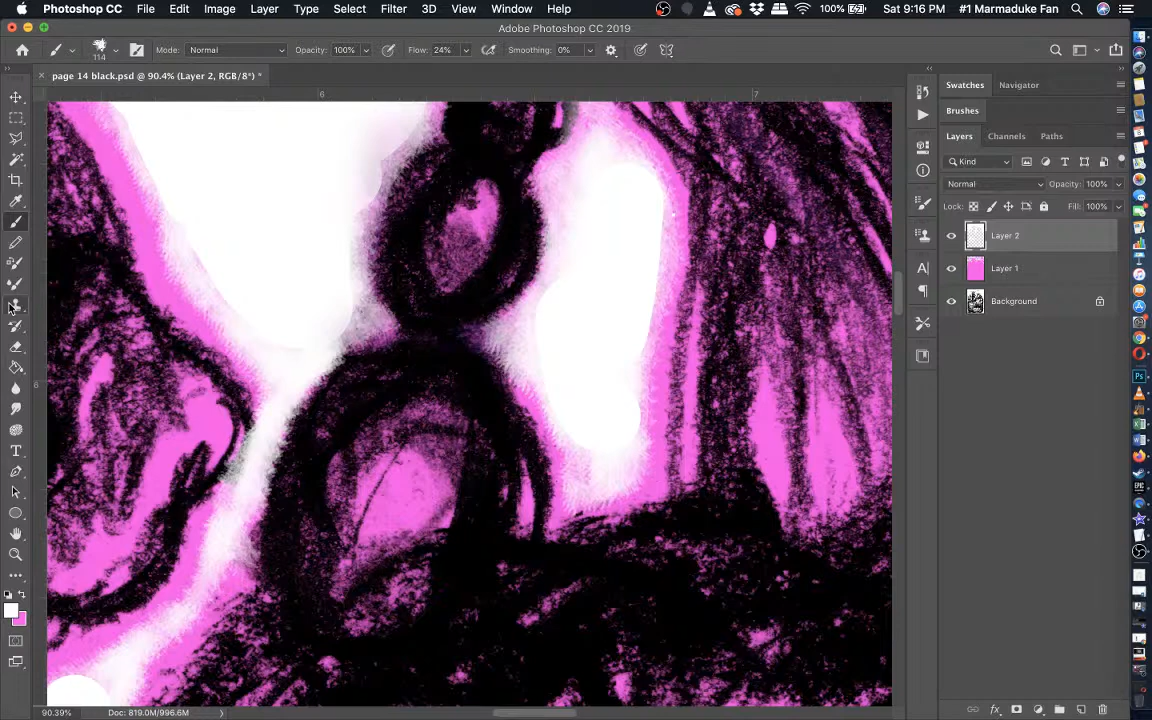 Photoshop CC File Edit Image Layer Type Select Filter 3D View Window Help 100% Sat 9:16 PM #1 Marmaduke Fan
Adobe Photoshop CC 2019
114 Mode: Normal Opacity: 100% Flow: 24% Smoothing: 0%
page 14 black.psd @ 90.4% (Layer 2, RGB/8*) *
6 7
Swatches Navigator
Brushes
Layers Channels Paths
Kind
Normal Opacity: 100%
Lock: Fill: 100%
Layer 2
Layer 1
Background
90.39% Doc: 819.0M/996.6M